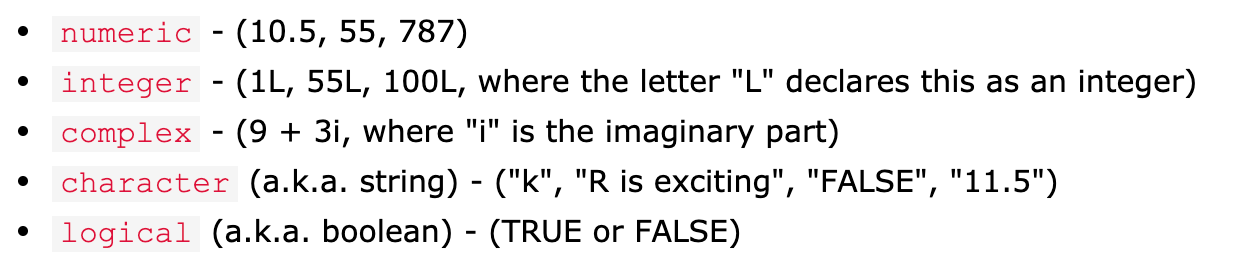 • numeric - (10.5, 55, 787)
• integer - (1L, 55L, 100L, where the letter "L" declares this as an integer)
• complex - (9 + 3i, where "i" is the imaginary part)
• character (a.k.a. string) - ("k", "R is exciting", "FALSE", "11.5")
• logical (a.k.a. boolean) - (TRUE or FALSE)